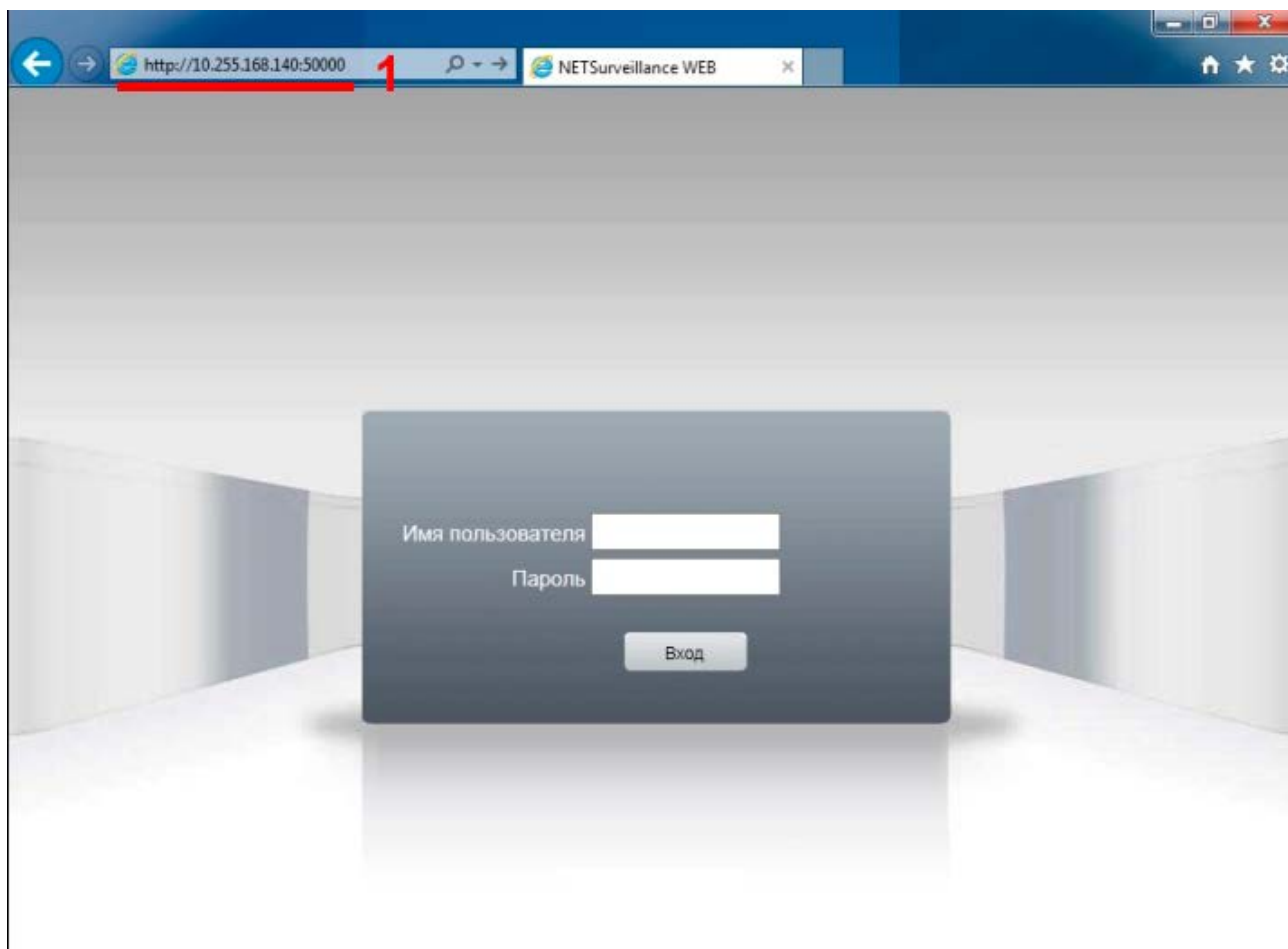 http://10.255.168.140:50000
1
NETSurveillance WEB
Имя пользователя
Пароль
Вход